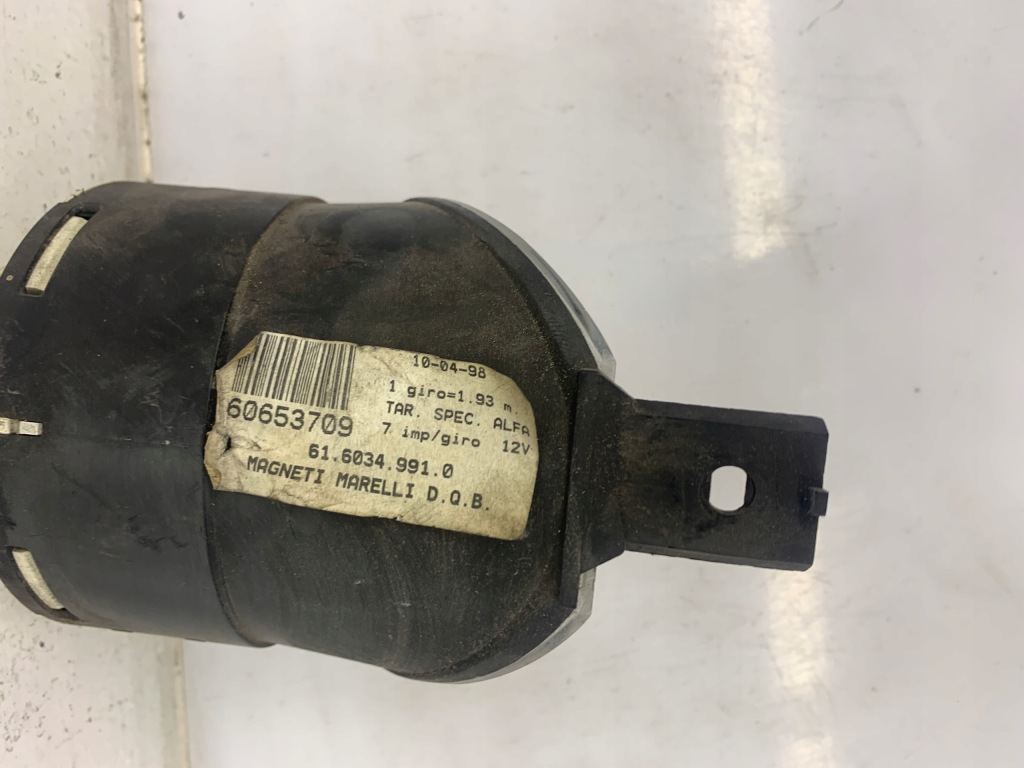 10-04-98
1 giro=1.93 m.
TAR. SPEC. ALFA
7 imp/giro 12V
60653709
61.6034.991.0
MAGNETI MARELLI D.Q.B.